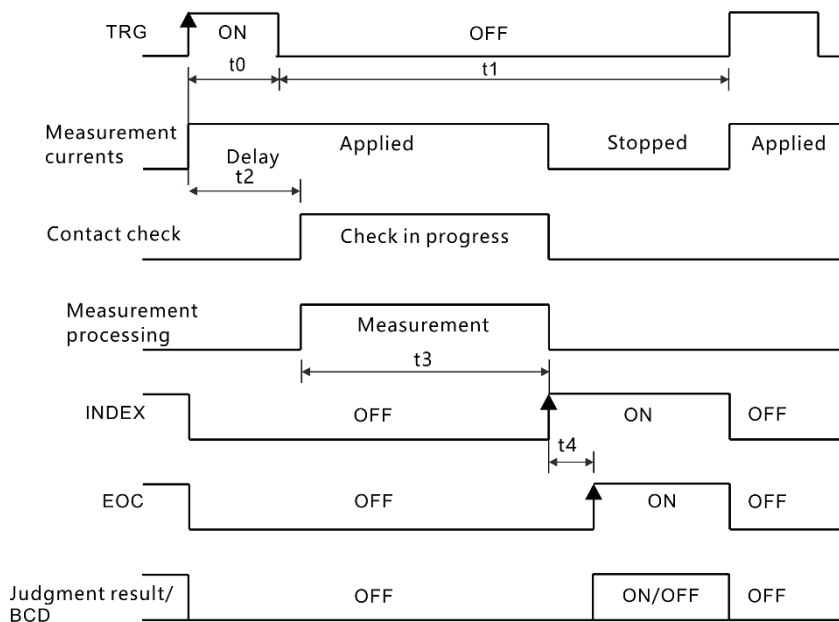 TRG
ON
OFF
t0
t1
Measurement
currents
Applied
Stopped
Applied
Delay
t2
Contact check
Check in progress
Measurement
processing
Measurement
t3
INDEX
OFF
ON
OFF
t4
EOC
OFF
ON
OFF
Judgment result/
BCD
OFF
ON/OFF
OFF